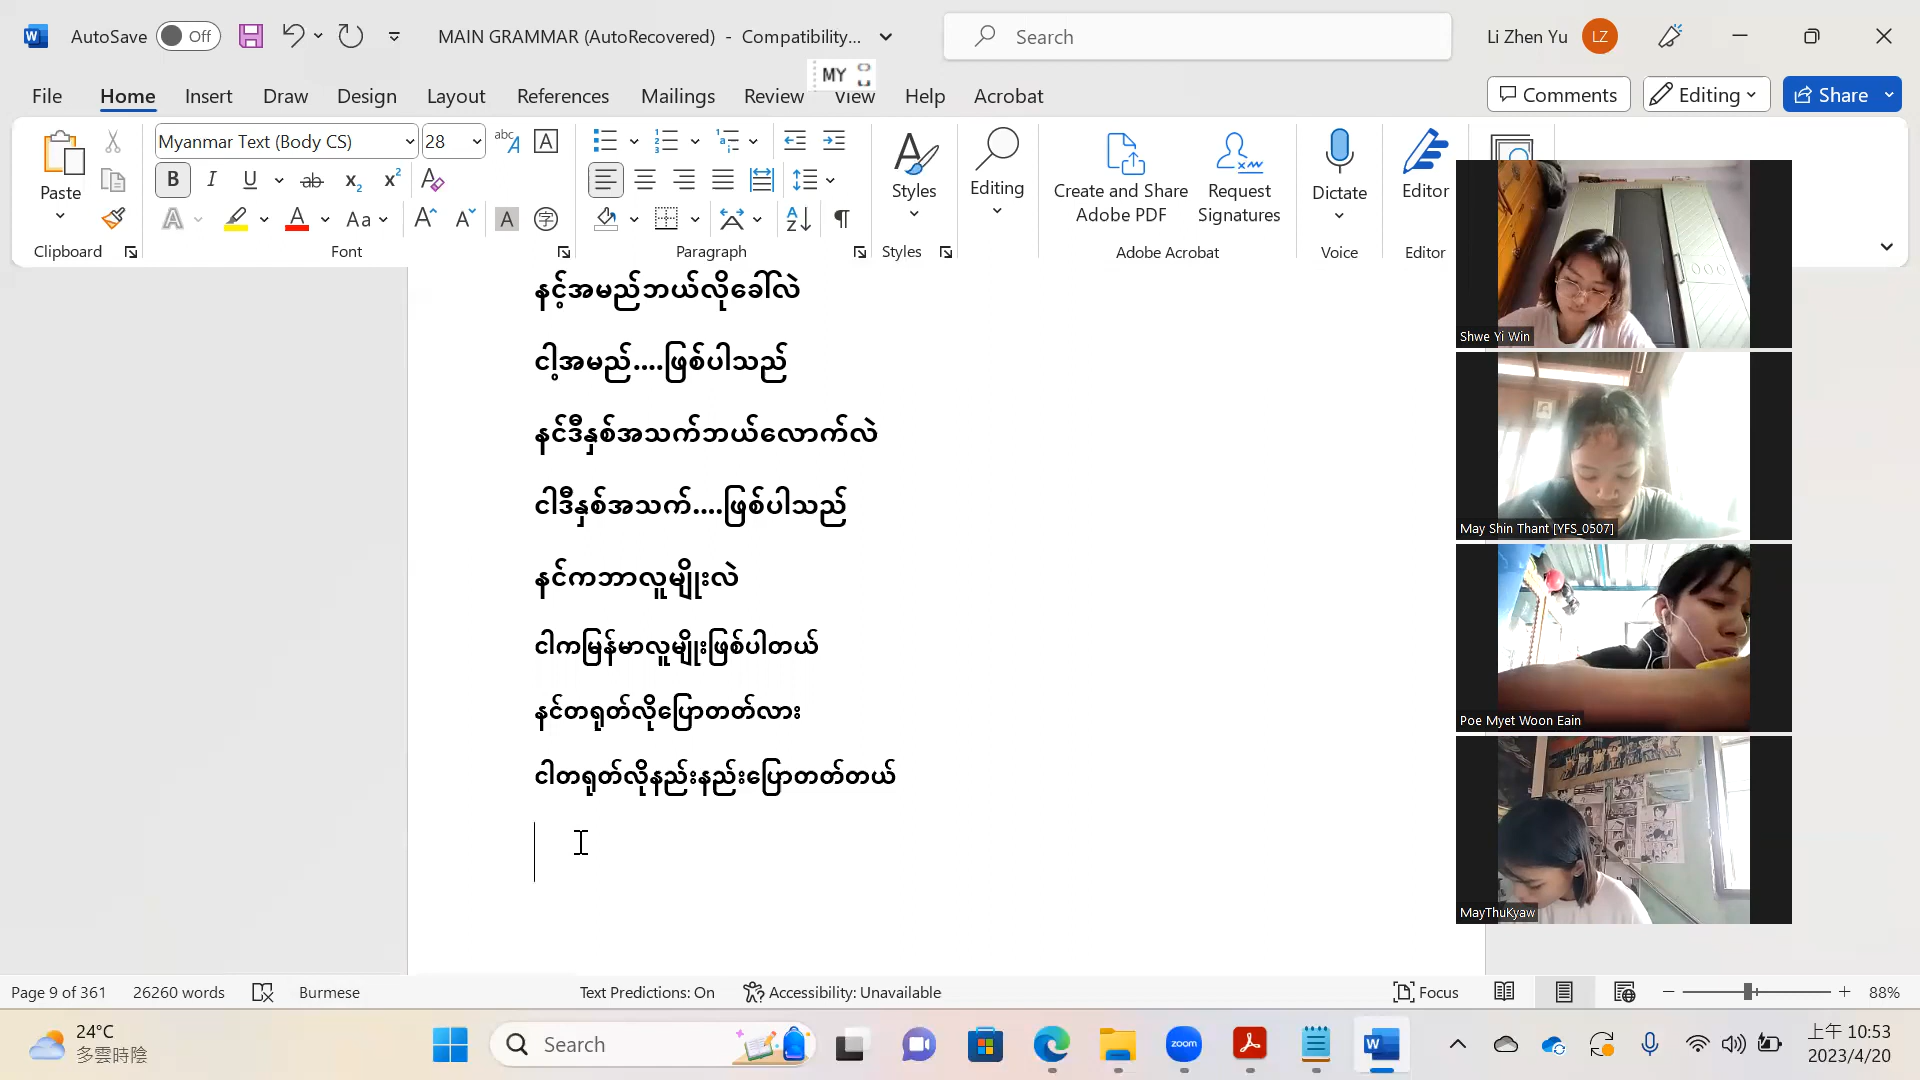 AutoSave Off MAIN GRAMMAR (AutoRecovered) - Compatibility... Search Li Zhen Yu LZ
MY
File Home Insert Draw Design Layout References Mailings Review View Help Acrobat Comments Editing Share
Paste Myanmar Text (Body CS) 28 Styles Editing Create and Share Adobe PDF Request Signatures Dictate Editor
Clipboard Font Paragraph Styles Adobe Acrobat Voice Editor
နင့်အမည်ဘယ်လိုခေါ်လဲ
ငါ့အမည်....ဖြစ်ပါသည်
နင်ဒီနှစ်အသက်ဘယ်လောက်လဲ
ငါဒီနှစ်အသက်....ဖြစ်ပါသည်
နင်ကဘာလူမျိုးလဲ
ငါကမြန်မာလူမျိုးဖြစ်ပါတယ်
နင်တရုတ်လိုပြောတတ်လား
ငါတရုတ်လိုနည်းနည်းပြောတတ်တယ်
Shwe Yi Win
May Shin Thant [YFS_0507]
Poe Myet Woon Eain
MayThuKyaw
Page 9 of 361 26260 words Burmese Text Predictions: On Accessibility: Unavailable Focus 88%
24°C
多雲時陰
Search
zoom
上午 10:53
2023/4/20